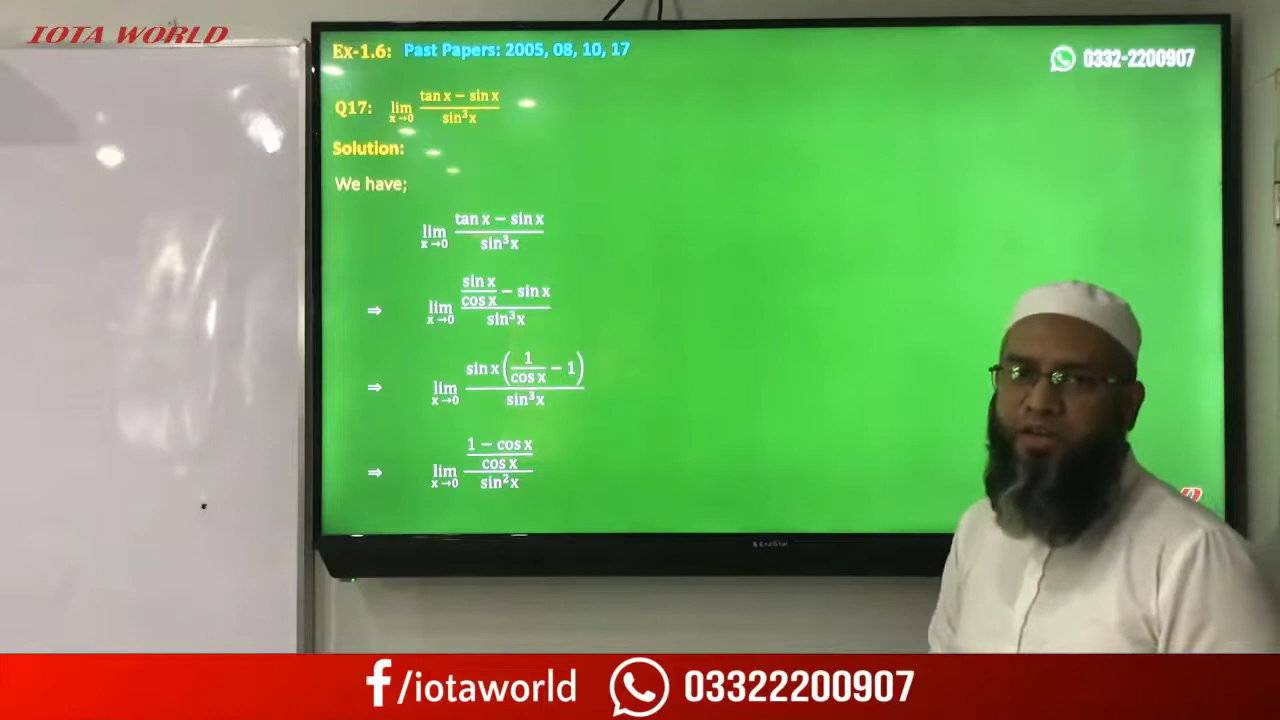 IOTA WORLD
Ex-1.6: Past Papers: 2005, 08, 10, 17
0332-2200907
Q17: lim x→0 (tan x − sin x)/(sin³x)
Solution:
We have;
lim x→0 (tan x − sin x)/(sin³x)
⇒ lim x→0 (sin x/cos x − sin x)/(sin³x)
⇒ lim x→0 (sin x(1/cos x − 1))/(sin³x)
⇒ lim x→0 ((1 − cos x)/cos x)/(sin²x)
f/iotaworld 03322200907